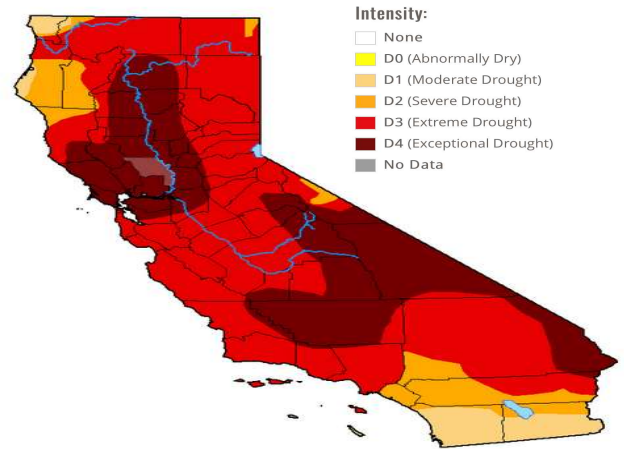 Intensity:
None
D0 (Abnormally Dry)
D1 (Moderate Drought)
D2 (Severe Drought)
D3 (Extreme Drought)
D4 (Exceptional Drought)
No Data